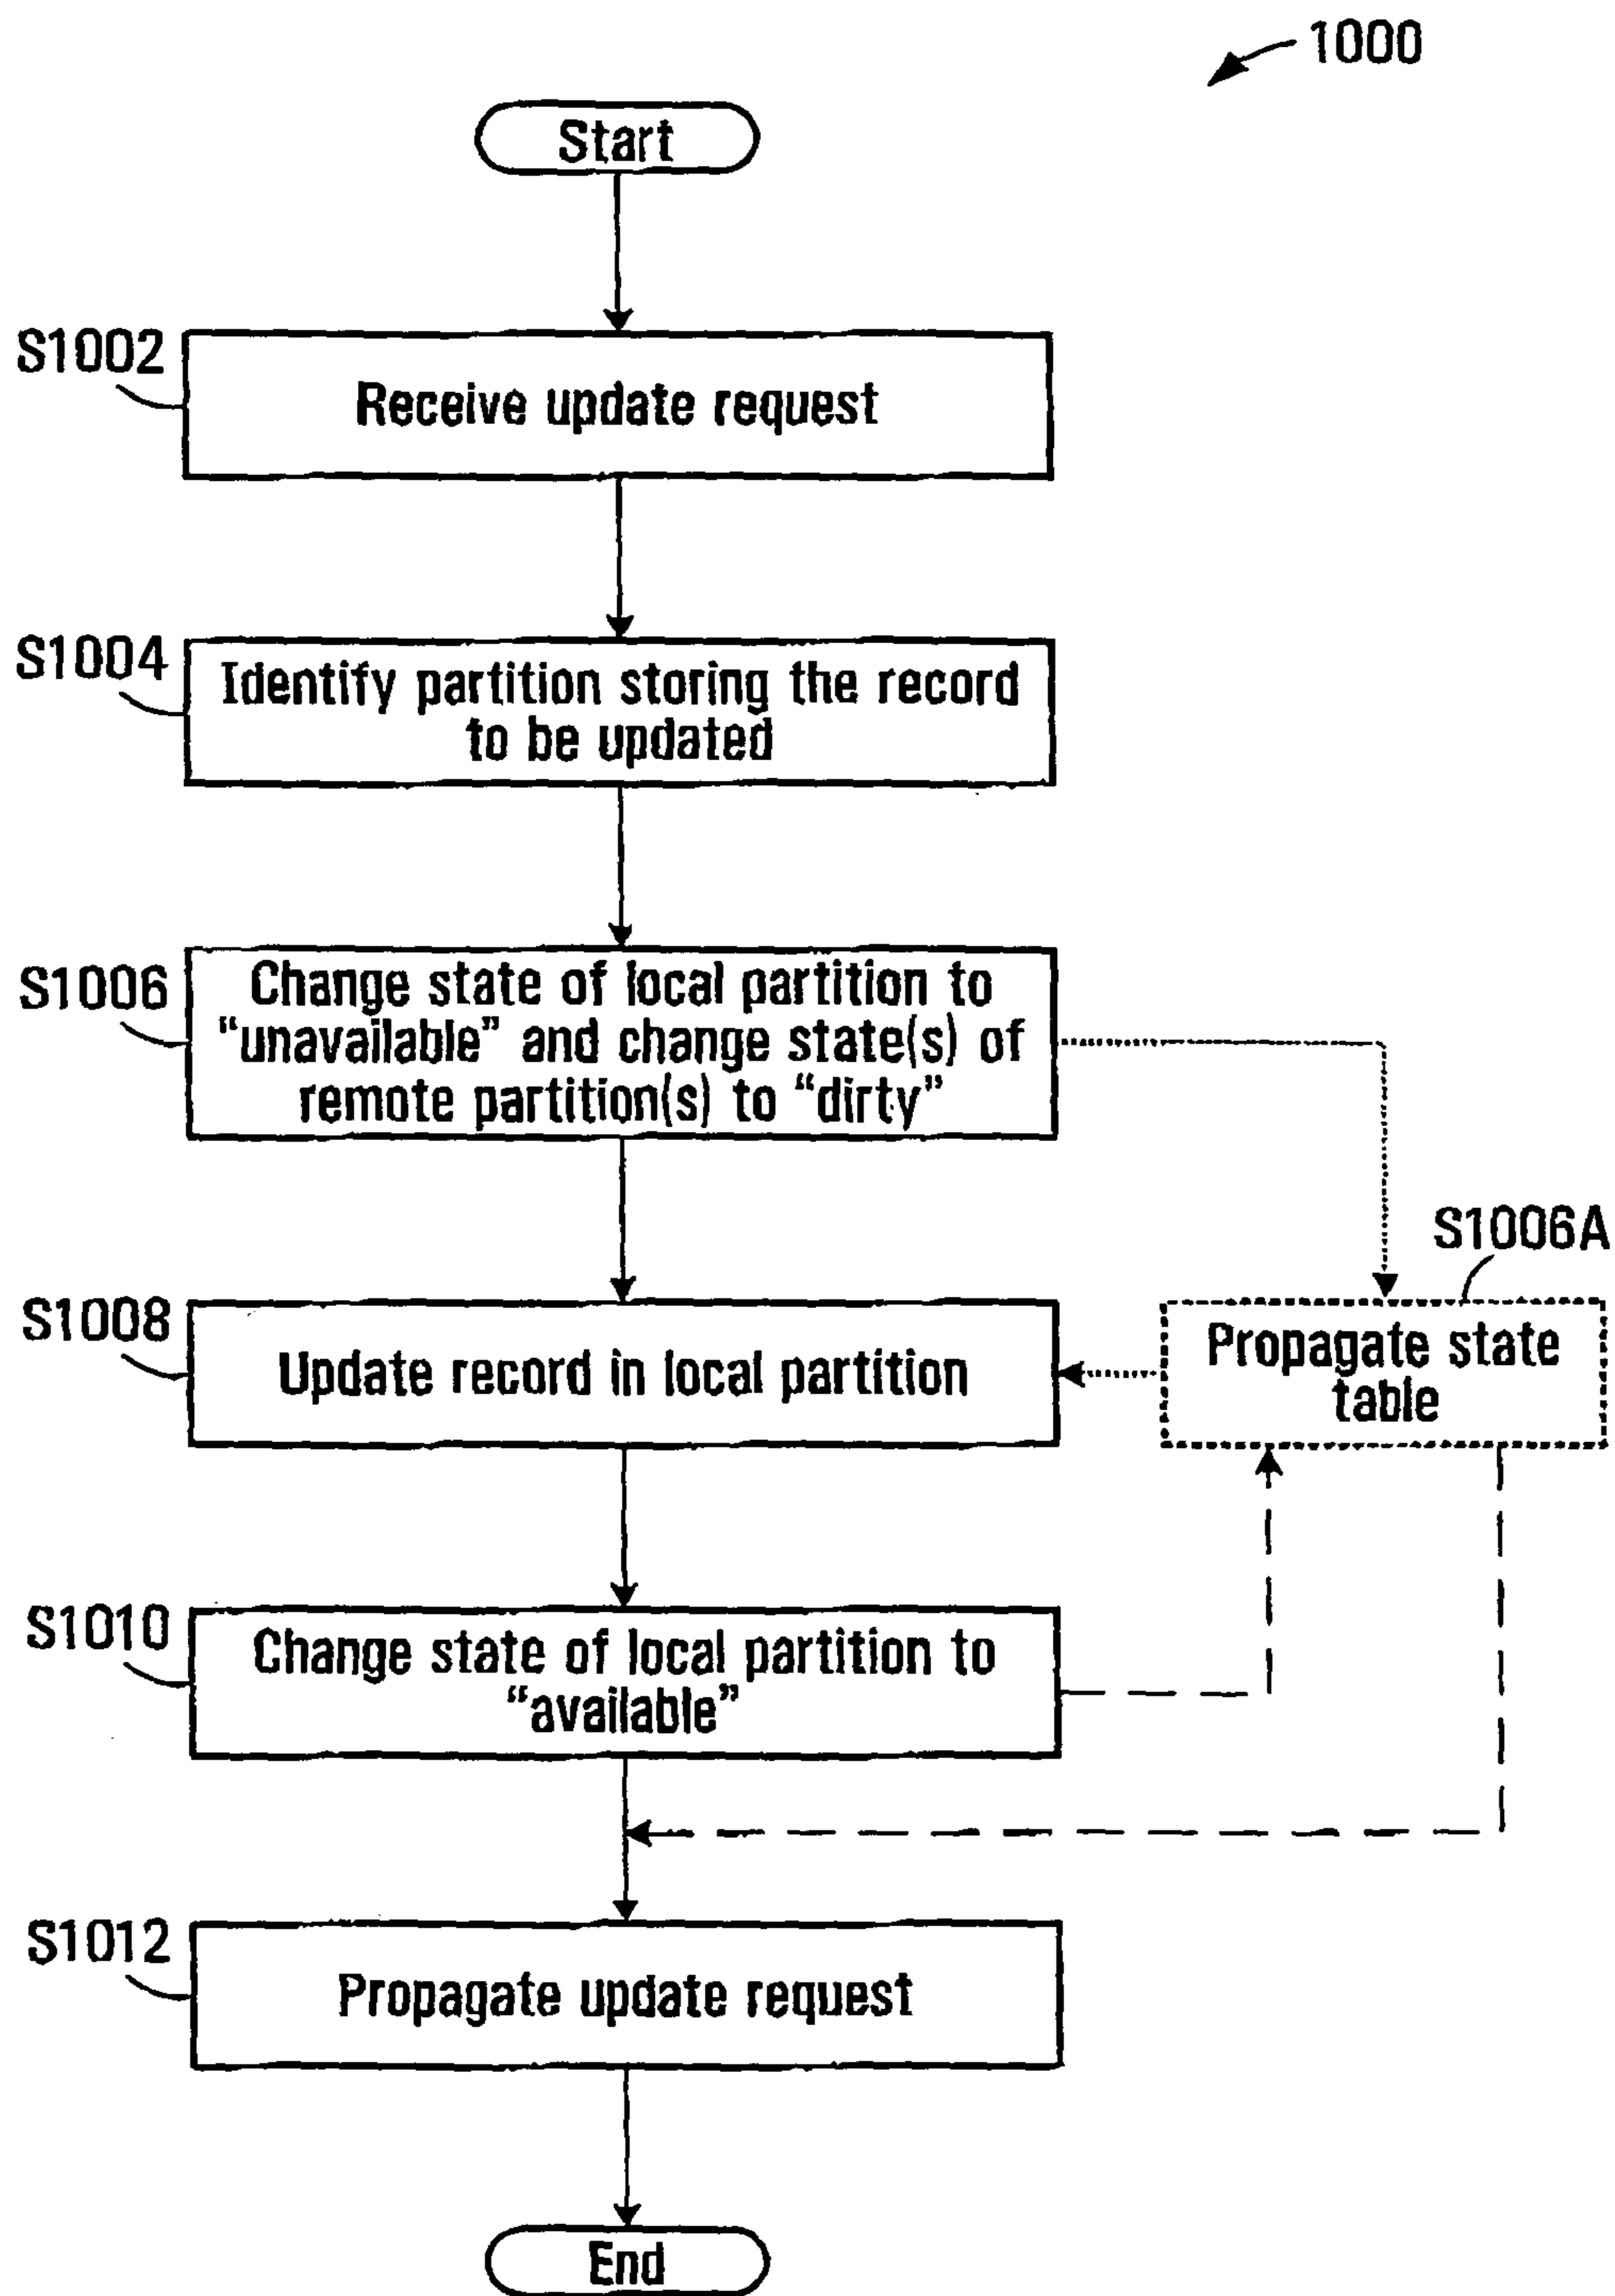 1000
Start
S1002
Receive update request
S1004
Identify partition storing the record
to be updated
S1006
Change state of local partition to
“unavailable” and change state(s) of
remote partition(s) to “dirty”
S1006A
Propagate state
table
S1008
Update record in local partition
S1010
Change state of local partition to
“available”
S1012
Propagate update request
End